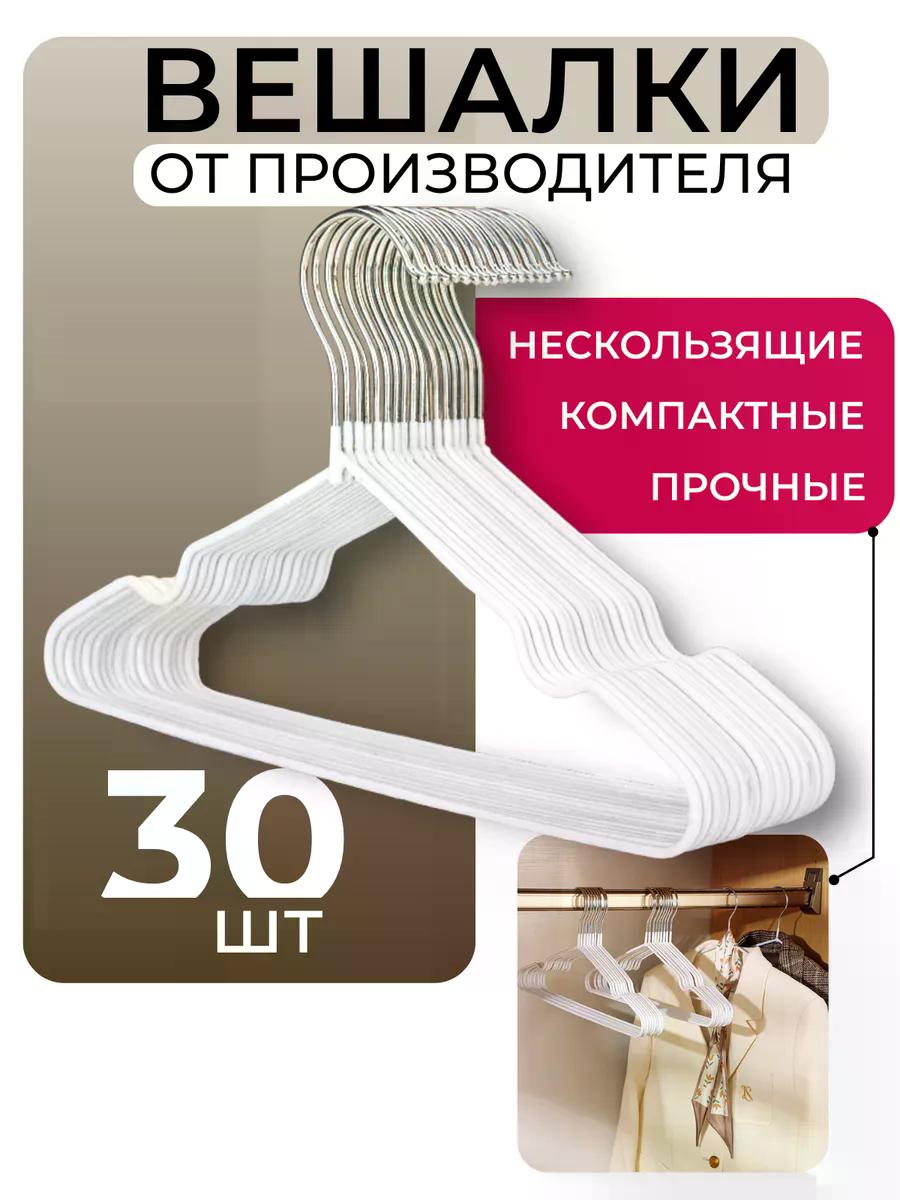 ВЕШАЛКИ
ОТ ПРОИЗВОДИТЕЛЯ
НЕСКОЛЬЗЯЩИЕ
КОМПАКТНЫЕ
ПРОЧНЫЕ
30
ШТ